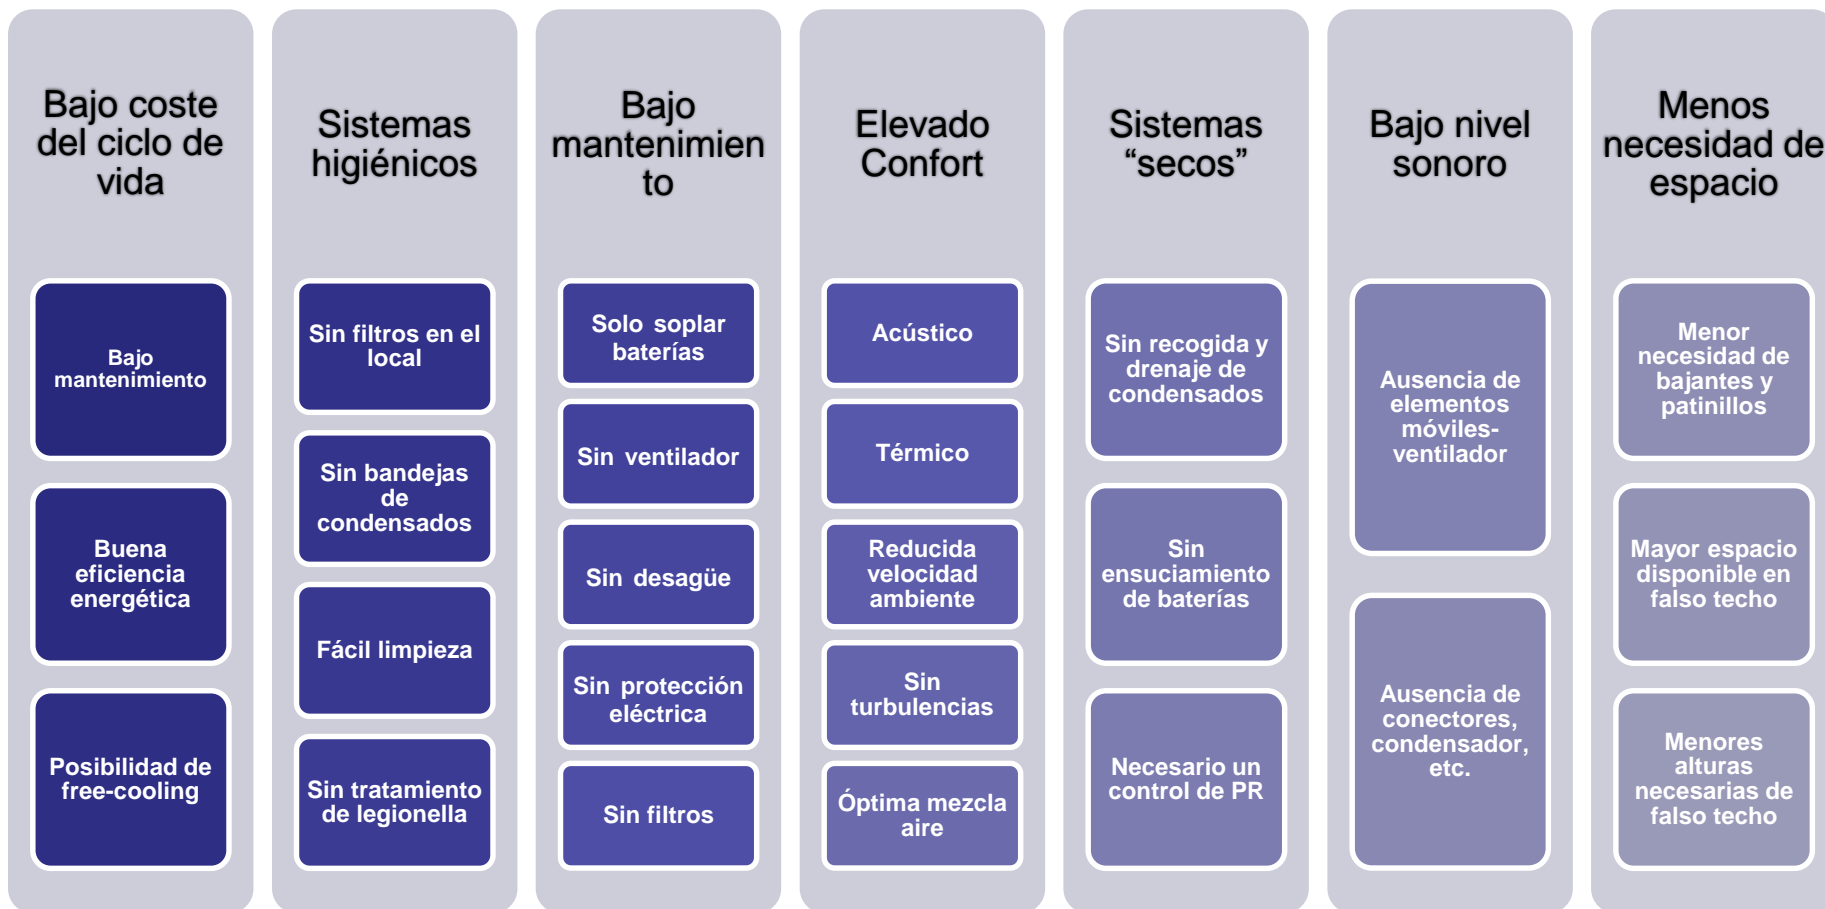 Bajo coste
del ciclo de
vida
Bajo
mantenimiento
Buena
eficiencia
energética
Posibilidad de
free-cooling
Sistemas
higiénicos
Sin filtros en el
local
Sin bandejas
de
condensados
Fácil limpieza
Sin tratamiento
de legionella
Bajo
mantenimien
to
Solo soplar
baterías
Sin ventilador
Sin desagüe
Sin protección
eléctrica
Sin filtros
Elevado
Confort
Acústico
Térmico
Reducida
velocidad
ambiente
Sin
turbulencias
Óptima mezcla
aire
Sistemas
“secos”
Sin recogida y
drenaje de
condensados
Sin
ensuciamiento
de baterías
Necesario un
control de PR
Bajo nivel
sonoro
Ausencia de
elementos
móviles-
ventilador
Ausencia de
conectores,
condensador,
etc.
Menos
necesidad de
espacio
Menor
necesidad de
bajantes y
patinillos
Mayor espacio
disponible en
falso techo
Menores
alturas
necesarias de
falso techo